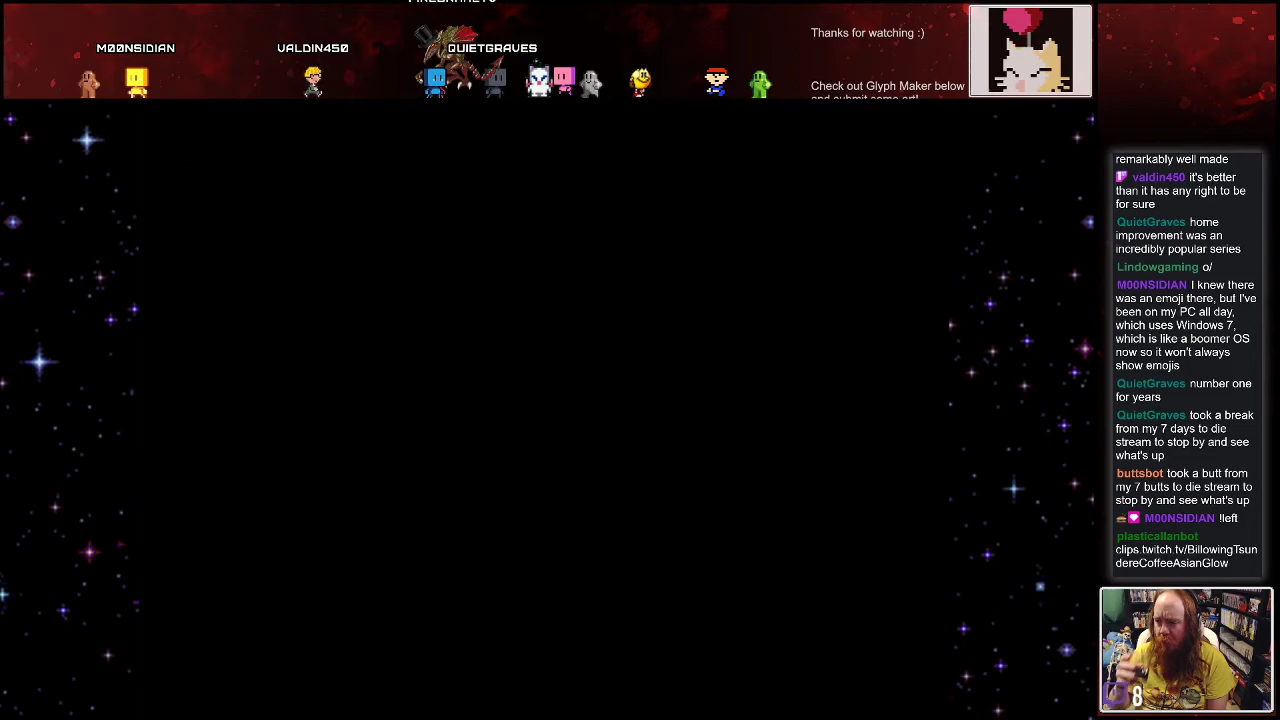 M00NSIDIAN
VALDIN450
QUIETGRAVES
Thanks for watching :)
Check out Glyph Maker below
and submit some art!
remarkably well made
valdin450 it's better
than it has any right to be
for sure
QuietGraves home
improvement was an
incredibly popular series
Lindowgaming o/
M00NSIDIAN I knew there
was an emoji there, but I've
been on my PC all day,
which uses Windows 7,
which is like a boomer OS
now so it won't always
show emojis
QuietGraves number one
for years
QuietGraves took a break
from my 7 days to die
stream to stop by and see
what's up
buttsbot took a butt from
my 7 butts to die stream to
stop by and see what's up
M00NSIDIAN !left
plasticallanbot
clips.twitch.tv/BillowingTsun
dereCoffeeAsianGlow
8